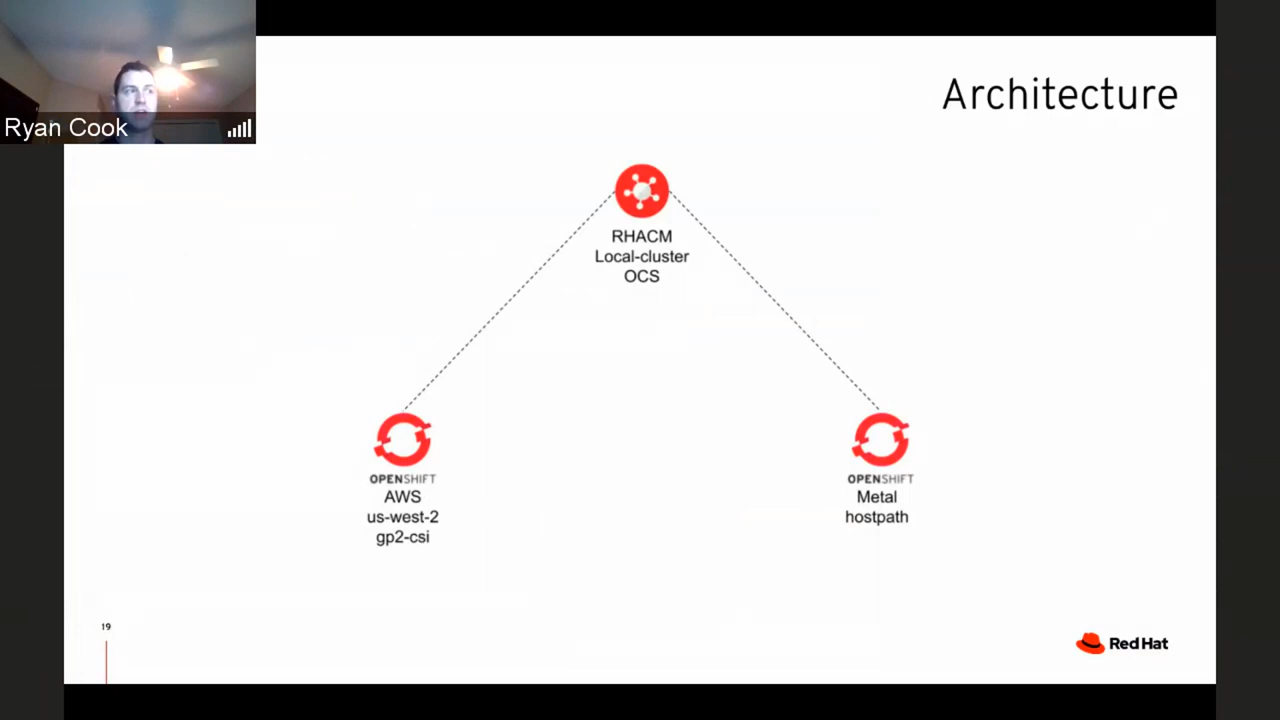 Ryan Cook
Architecture
RHACM
Local-cluster
OCS
OPENSHIFT
AWS
us-west-2
gp2-csi
OPENSHIFT
Metal
hostpath
19
Red Hat